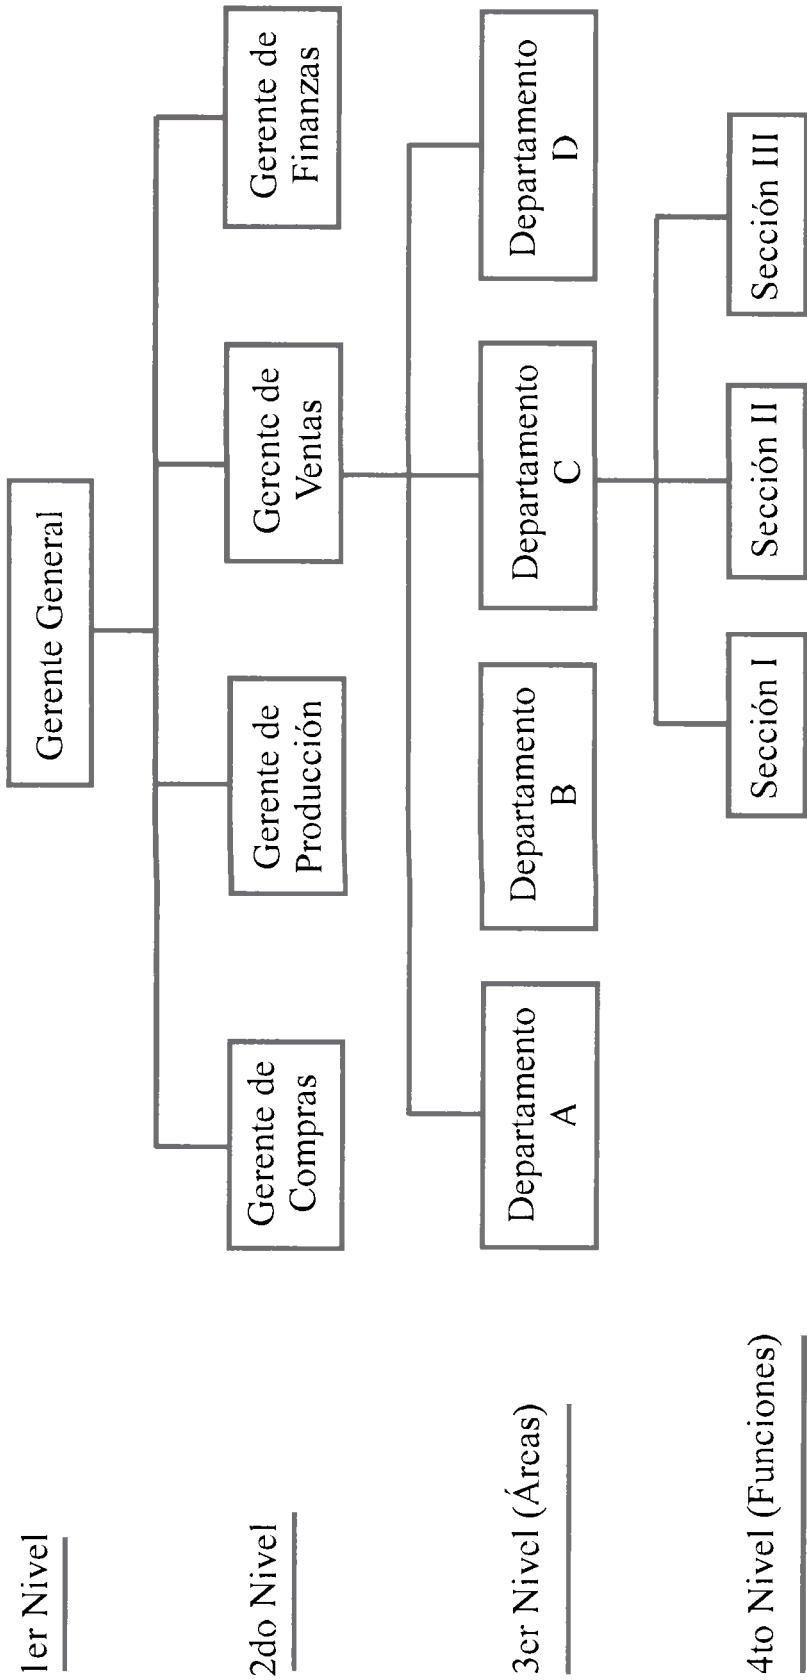 1er Nivel
Gerente General
2do Nivel
Gerente de
Compras
Gerente de
Producción
Gerente de
Ventas
Gerente de
Finanzas
3er Nivel (Áreas)
Departamento
A
Departamento
B
Departamento
C
Departamento
D
4to Nivel (Funciones)
Sección I
Sección II
Sección III